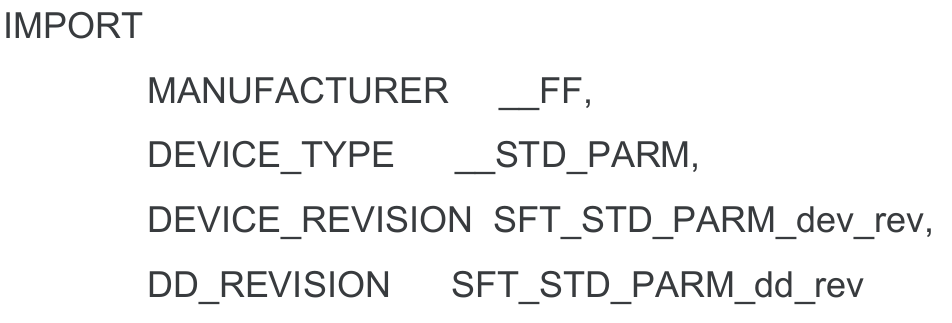 IMPORT
MANUFACTURER __FF,
DEVICE_TYPE __STD_PARM,
DEVICE_REVISION SFT_STD_PARM_dev_rev,
DD_REVISION SFT_STD_PARM_dd_rev